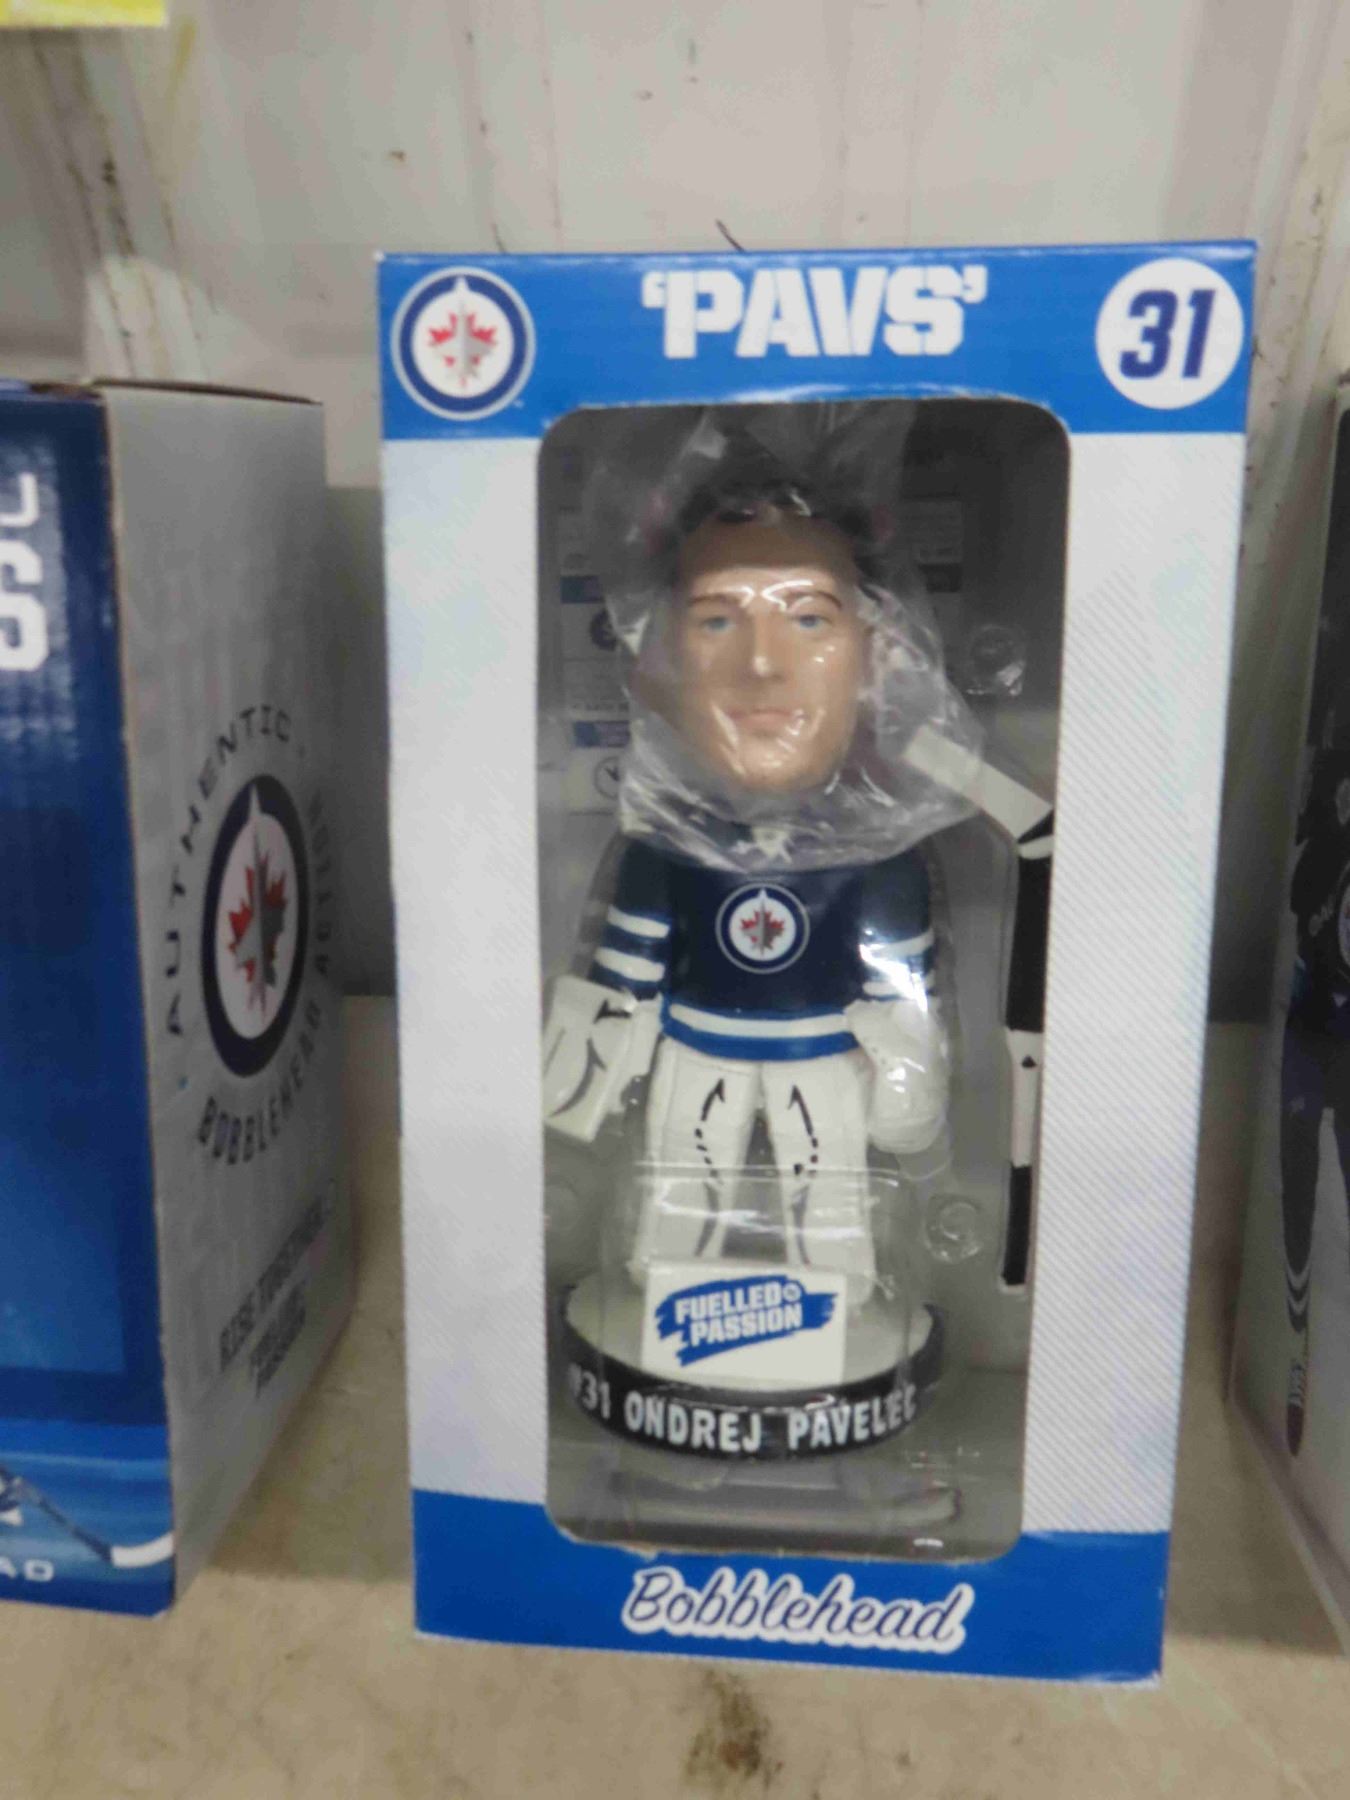 'PAVS'
31
FUELLED BY
PASSION
#31 ONDREJ PAVELEC
Bobblehead
AUTHENTIC
BOBBLEHEAD